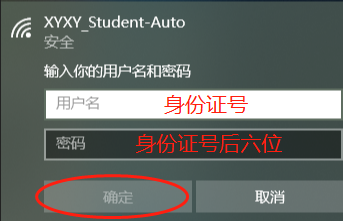 XYXY_Student-Auto
安全
输入你的用户名和密码
用户名 身份证号
密码 身份证号后六位
确定 取消